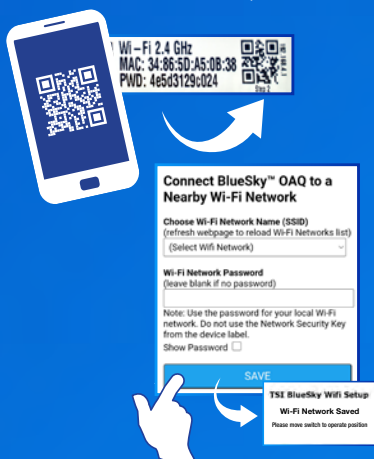 Wi-Fi 2.4 GHz
MAC: 34:86:5D:A5:0B:38
PWD: 4e5d3129c024
Step 2
Connect BlueSky™ OAQ to a
Nearby Wi-Fi Network
Choose Wi-Fi Network Name (SSID)
(refresh webpage to reload Wi-Fi Networks list)
(Select Wifi Network)
Wi-Fi Network Password
(leave blank if no password)
Note: Use the password for your local Wi-Fi
network. Do not use the Network Security Key
from the device label.
Show Password
SAVE
TSI BlueSky Wifi Setup
Wi-Fi Network Saved
Please move switch to operate position